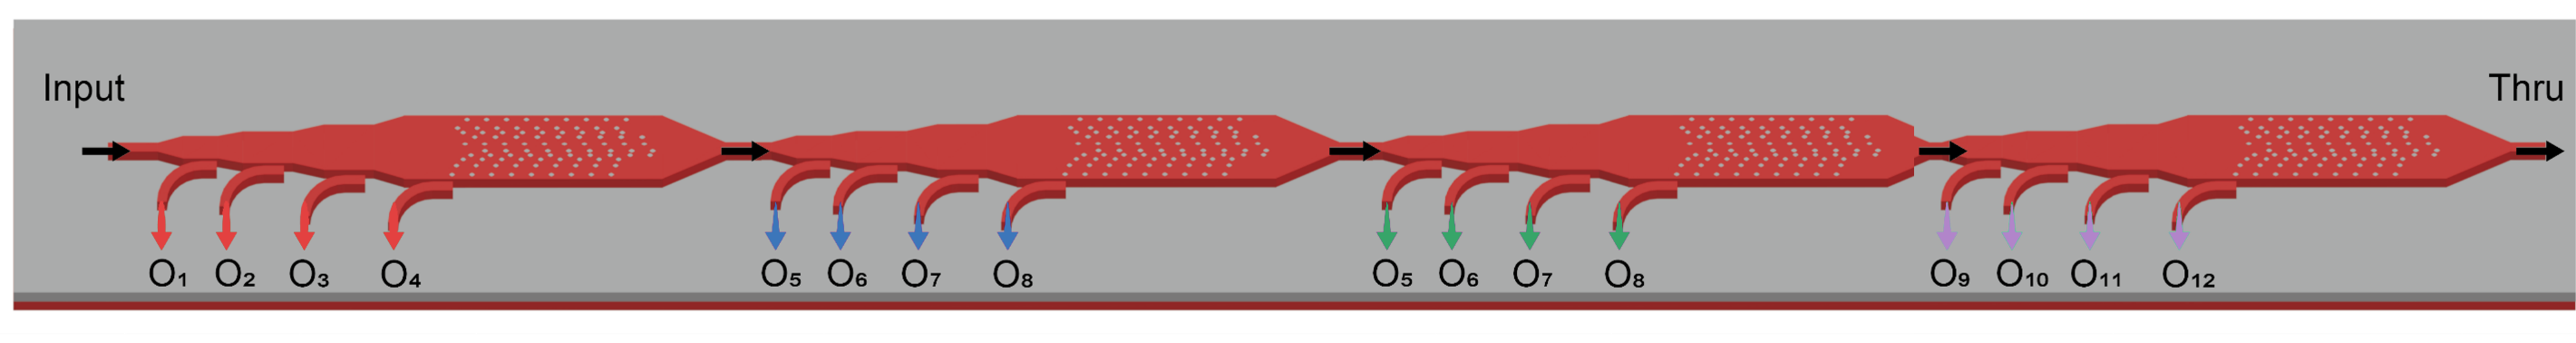 Input
Thru
O₁ O₂ O₃ O₄ O₅ O₆ O₇ O₈ O₅ O₆ O₇ O₈ O₉ O₁₀ O₁₁ O₁₂